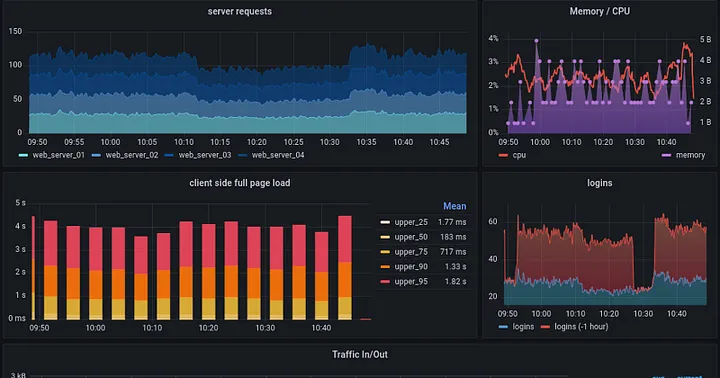 server requests
150
100
50
0
09:50 09:55 10:00 10:05 10:10 10:15 10:20 10:25 10:30 10:35 10:40 10:45
web_server_01 web_server_02 web_server_03 web_server_04
Memory / CPU
4% 5 B
3% 4 B
2% 3 B
1% 2 B
0% 1 B
09:50 10:00 10:10 10:20 10:30 10:40
cpu memory
client side full page load
5 s
4 s
3 s
2 s
1 s
0 ms
09:50 10:00 10:10 10:20 10:30 10:40
Mean
upper_25 1.77 ms
upper_50 183 ms
upper_75 717 ms
upper_90 1.33 s
upper_95 1.82 s
logins
60
40
20
09:50 10:00 10:10 10:20 10:30 10:40
logins logins (-1 hour)
Traffic In/Out
3 kB